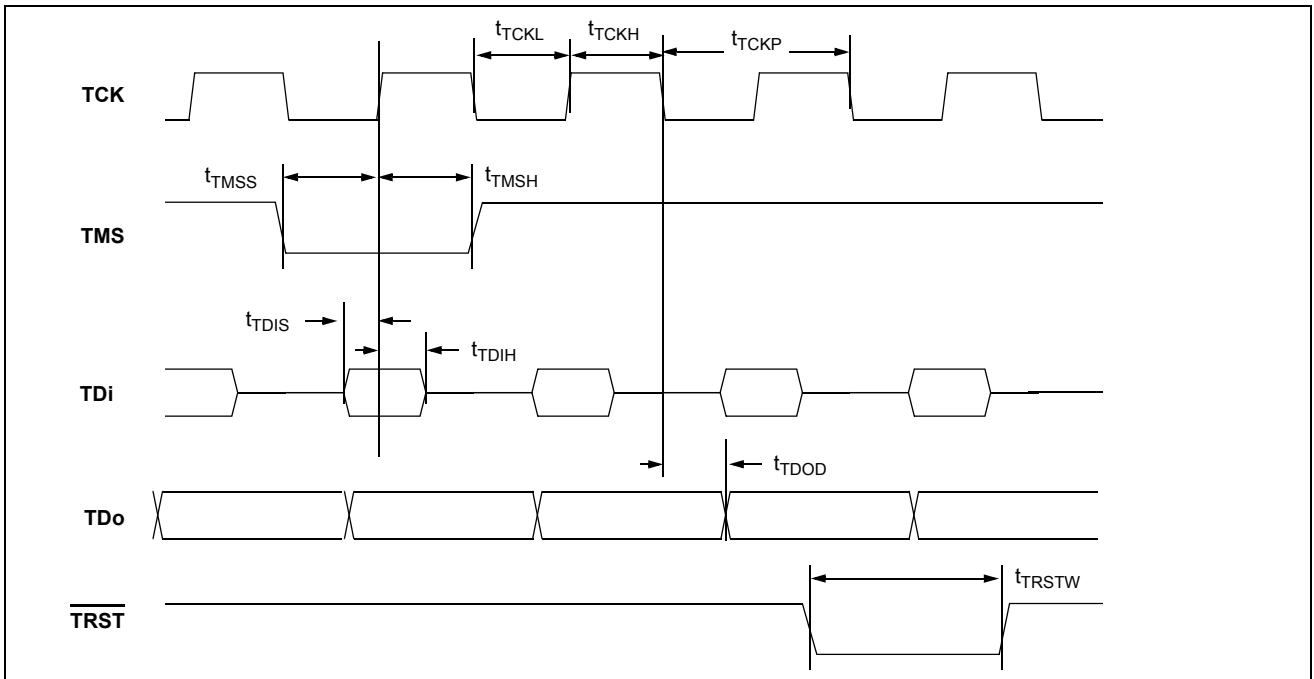 tTCKL tTCKH tTCKP
TCK
tTMSS tTMSH
TMS
tTDIS
tTDIH
TDi
tTDOD
TDo
tTRSTW
TRST